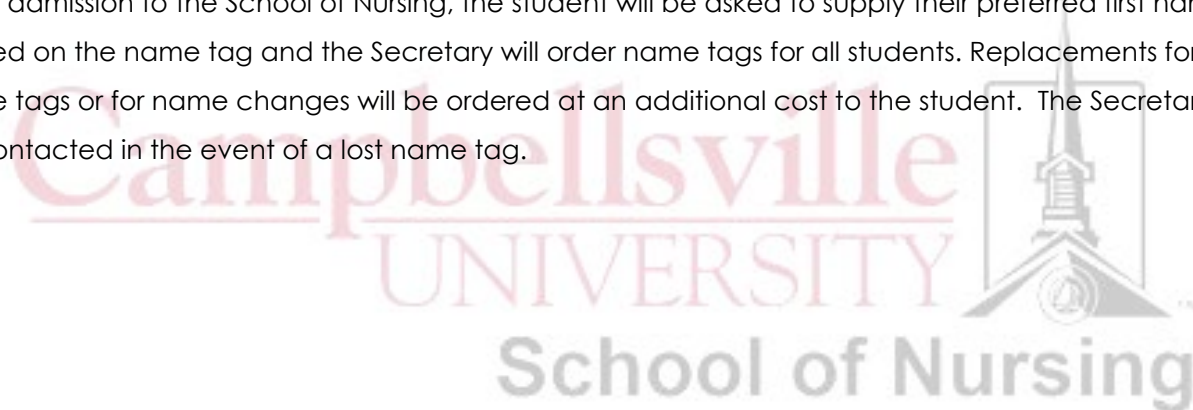 admission to the School of Nursing, the student will be asked to supply their preferred first
ed on the name tag and the Secretary will order name tags for all students. Replacements for
e tags or for name changes will be ordered at an additional cost to the student. The Secretar
ontacted in the event of a lost name tag.
Campbellsville
UNIVERSITY
School of Nursing